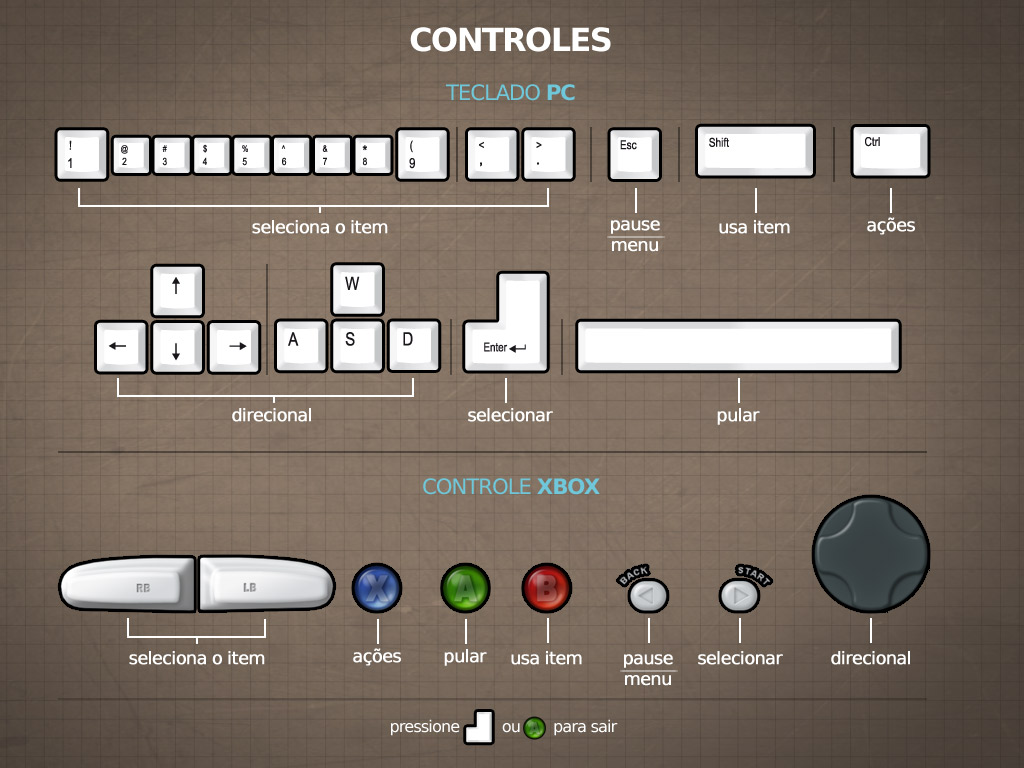 CONTROLES
TECLADO PC
! 1 @ 2 # 3 $ 4 % 5 ^ 6 & 7 * 8 ( 9 < , > . Esc Shift Ctrl
seleciona o item
pause
menu
usa item
ações
↑ W
← ↓ → A S D Enter ↵
direcional
selecionar
pular
CONTROLE XBOX
RB LB X A B BACK START
seleciona o item
ações
pular
usa item
pause
menu
selecionar
direcional
pressione ou A para sair